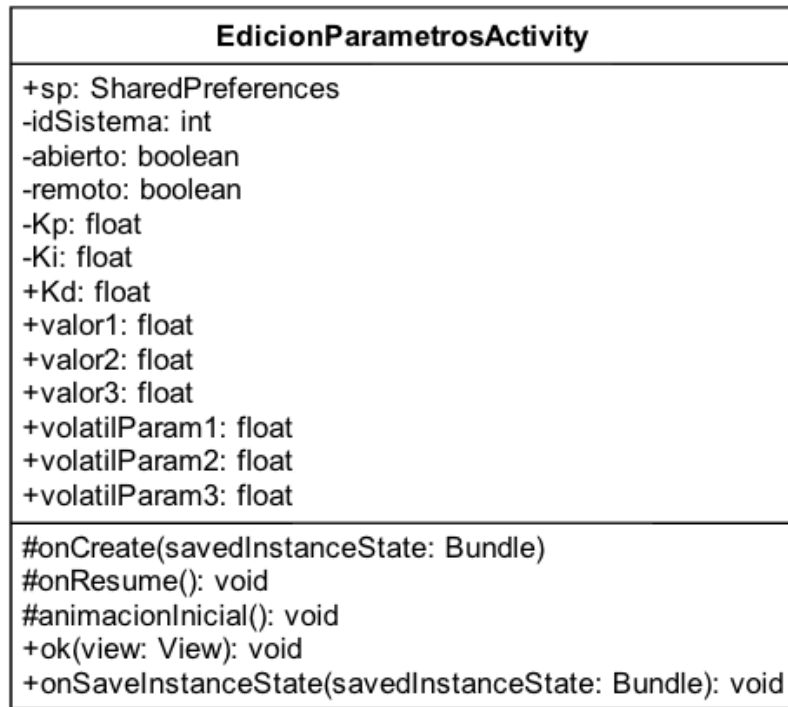 EdicionParametrosActivity
+sp: SharedPreferences
-idSistema: int
-abierto: boolean
-remoto: boolean
-Kp: float
-Ki: float
+Kd: float
+valor1: float
+valor2: float
+valor3: float
+volatilParam1: float
+volatilParam2: float
+volatilParam3: float
#onCreate(savedInstanceState: Bundle)
#onResume(): void
#animacionInicial(): void
+ok(view: View): void
+onSaveInstanceState(savedInstanceState: Bundle): void